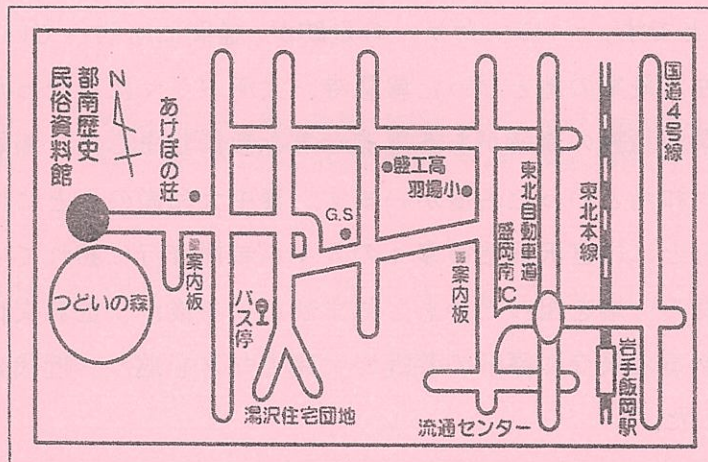 都南歴史
民俗資料館
N
あけぼの荘
案内板
つどいの森
バス停
湯沢住宅団地
G.S
盛工高
羽場小
案内板
盛岡南IC
東北自動車道
流通センター
東北本線
岩手飯岡駅
国道4号線